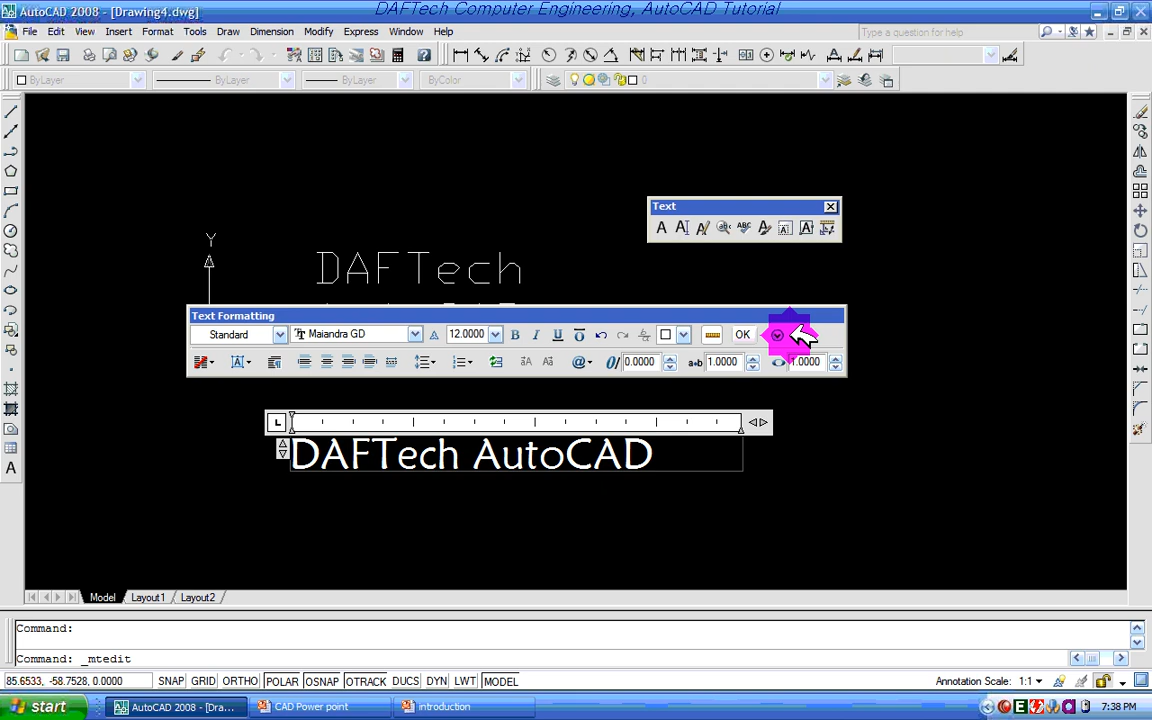 AutoCAD 2008 - [Drawing4.dwg]
DAFTech Computer Engineering, AutoCAD Tutorial
File Edit View Insert Format Tools Draw Dimension Modify Express Window Help
Type a question for help
ByLayer ByLayer ByLayer ByColor 0
Text
Y
DAFTech
Text Formatting
Standard Maiandra GD 12.0000 B I U O OK
@ 0/ 0.0000 a+b 1.0000 1.0000
L
DAFTech AutoCAD
A
Model Layout1 Layout2
Command:
Command: _mtedit
85.6533, -58.7528, 0.0000 SNAP GRID ORTHO POLAR OSNAP OTRACK DUCS DYN LWT MODEL
Annotation Scale: 1:1
start AutoCAD 2008 - [Dra... CAD Power point introduction 7:38 PM